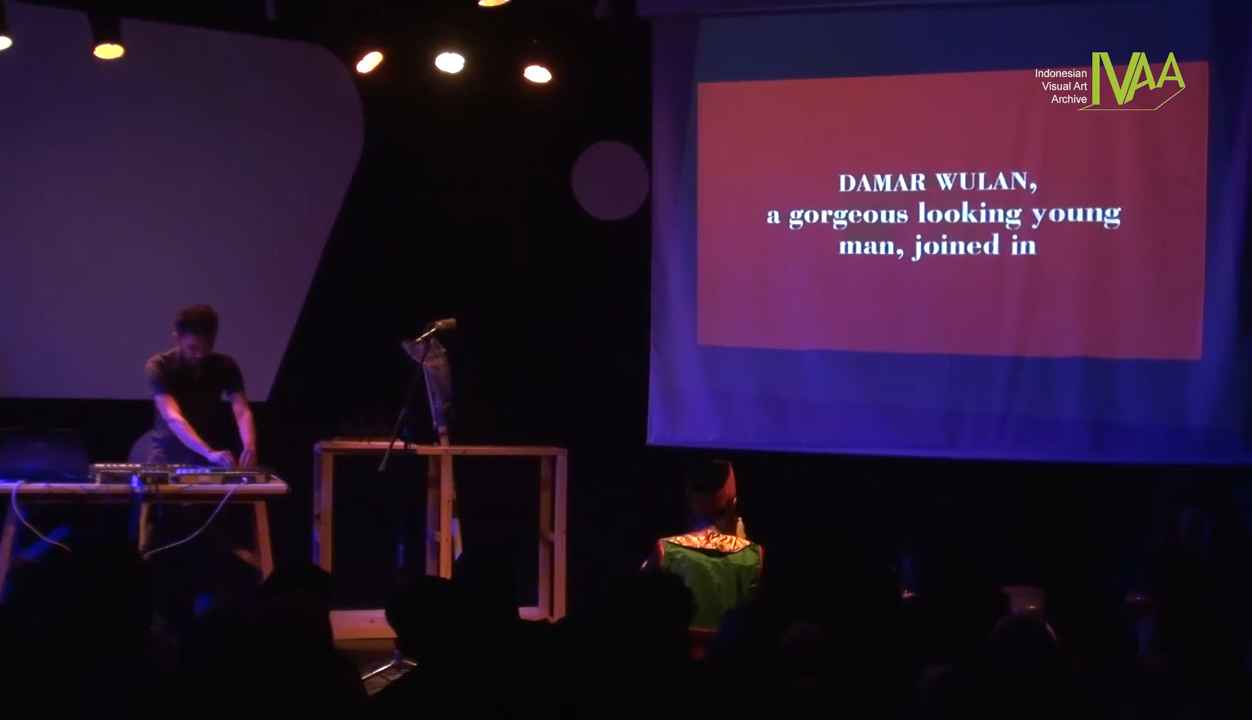 Indonesian
Visual Art
Archive
IVAA
DAMAR WULAN,
a gorgeous looking young
man, joined in